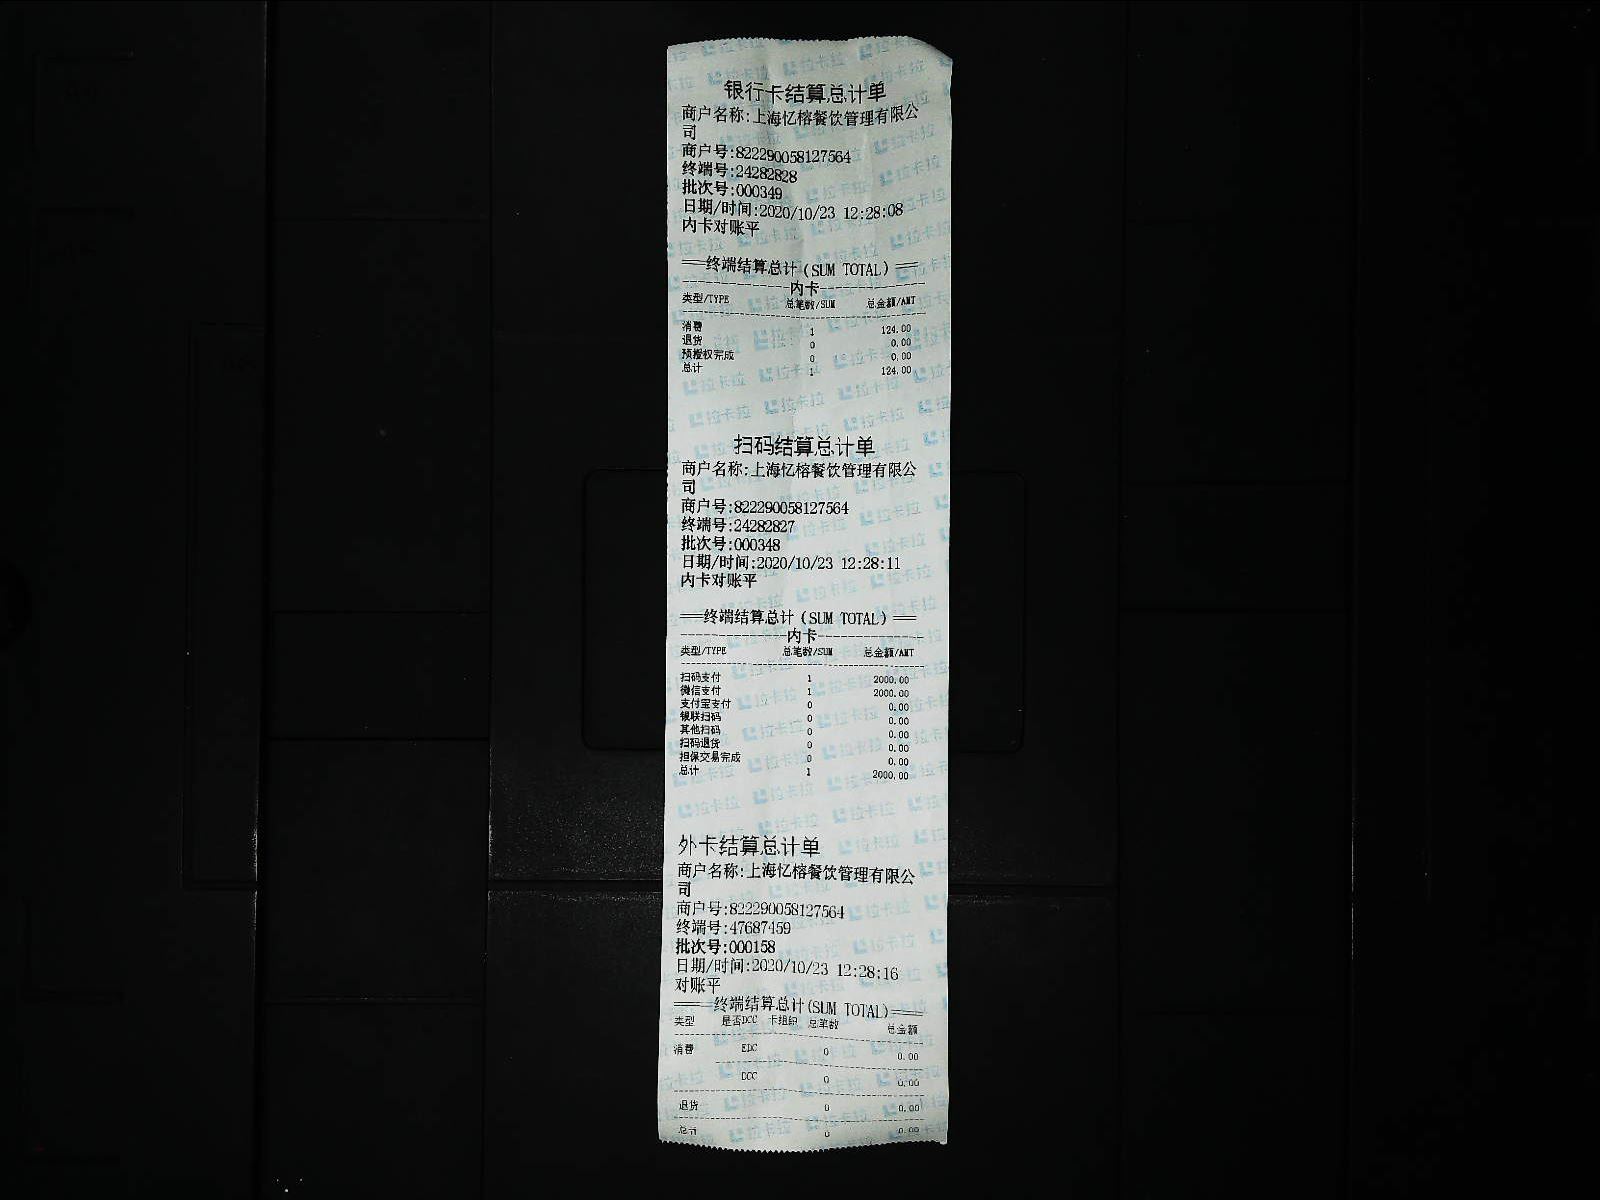 银行卡结算总计单
商户名称:上海忆榕餐饮管理有限公
司
商户号:822290058127564
终端号:24282828
批次号:000349
日期/时间:2020/10/23 12:28:08
内卡对账平
══终端结算总计(SUM TOTAL)══
内卡
类型/TYPE 总笔数/SUM 总金额/AMT
消费 1 124.00
退货 0 0.00
预授权完成 0 0.00
总计 1 124.00
扫码结算总计单
商户名称:上海忆榕餐饮管理有限公
司
商户号:822290058127564
终端号:24282827
批次号:000348
日期/时间:2020/10/23 12:28:11
内卡对账平
══终端结算总计(SUM TOTAL)══
内卡
类型/TYPE 总笔数/SUM 总金额/AMT
扫码支付 1 2000.00
微信支付 1 2000.00
支付宝支付 0 0.00
银联扫码 0 0.00
其他扫码 0 0.00
扫码退货 0 0.00
担保交易完成 0 0.00
总计 1 2000.00
外卡结算总计单
商户名称:上海忆榕餐饮管理有限公
司
商户号:822290058127564
终端号:47687459
批次号:000158
日期/时间:2020/10/23 12:28:16
对账平
═══终端结算总计(SUM TOTAL)══
类型 是否DCC 卡组织 总笔数 总金额
消费 EDC 0 0.00
DCC 0 0.00
退货 0 0.00
总计 0 0.00